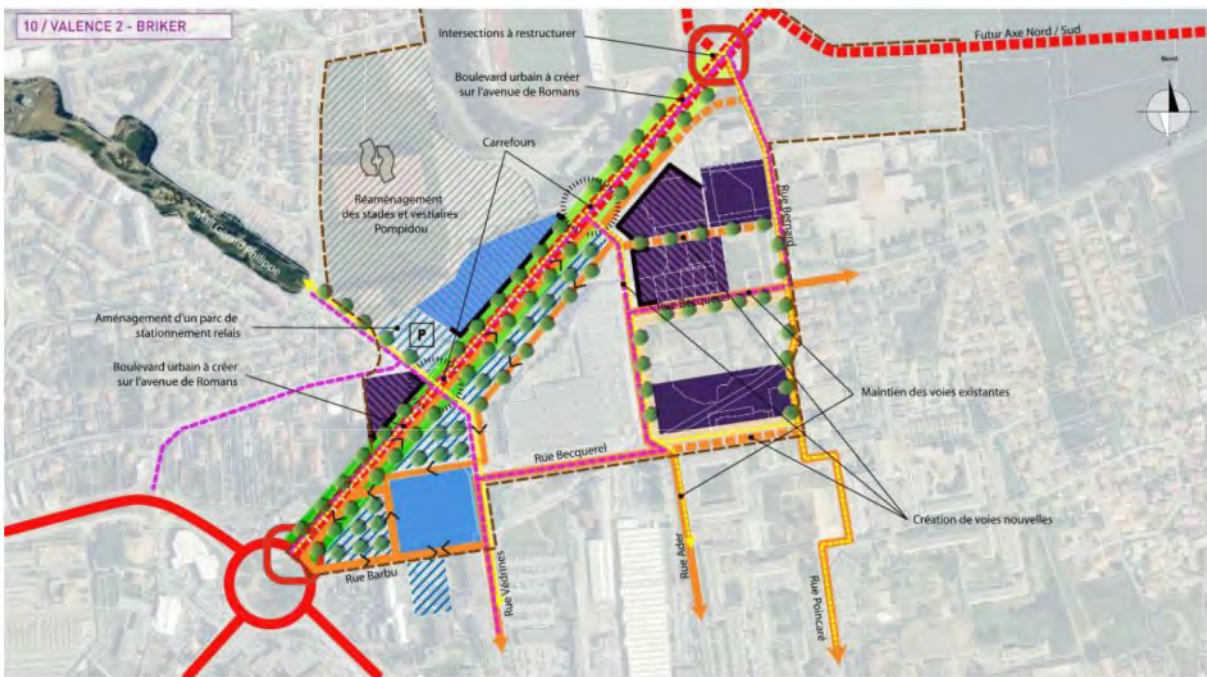 10 / VALENCE 2 - BRIKER
Intersections à restructurer
Futur Axe Nord / Sud
Nord
Boulevard urbain à créer
sur l'avenue de Romans
Carrefours
Réaménagement
des stades et vestiaires
Pompidou
Rue Bernard
Mail Gérard Philippe
Rue Becquerel
Aménagement d'un parc de
stationnement relais
P
Boulevard urbain à créer
sur l'avenue de Romans
Maintien des voies existantes
Rue Becquerel
Création de voies nouvelles
Rue Barbu
Rue Védrines
Rue Ader
Rue Poincaré